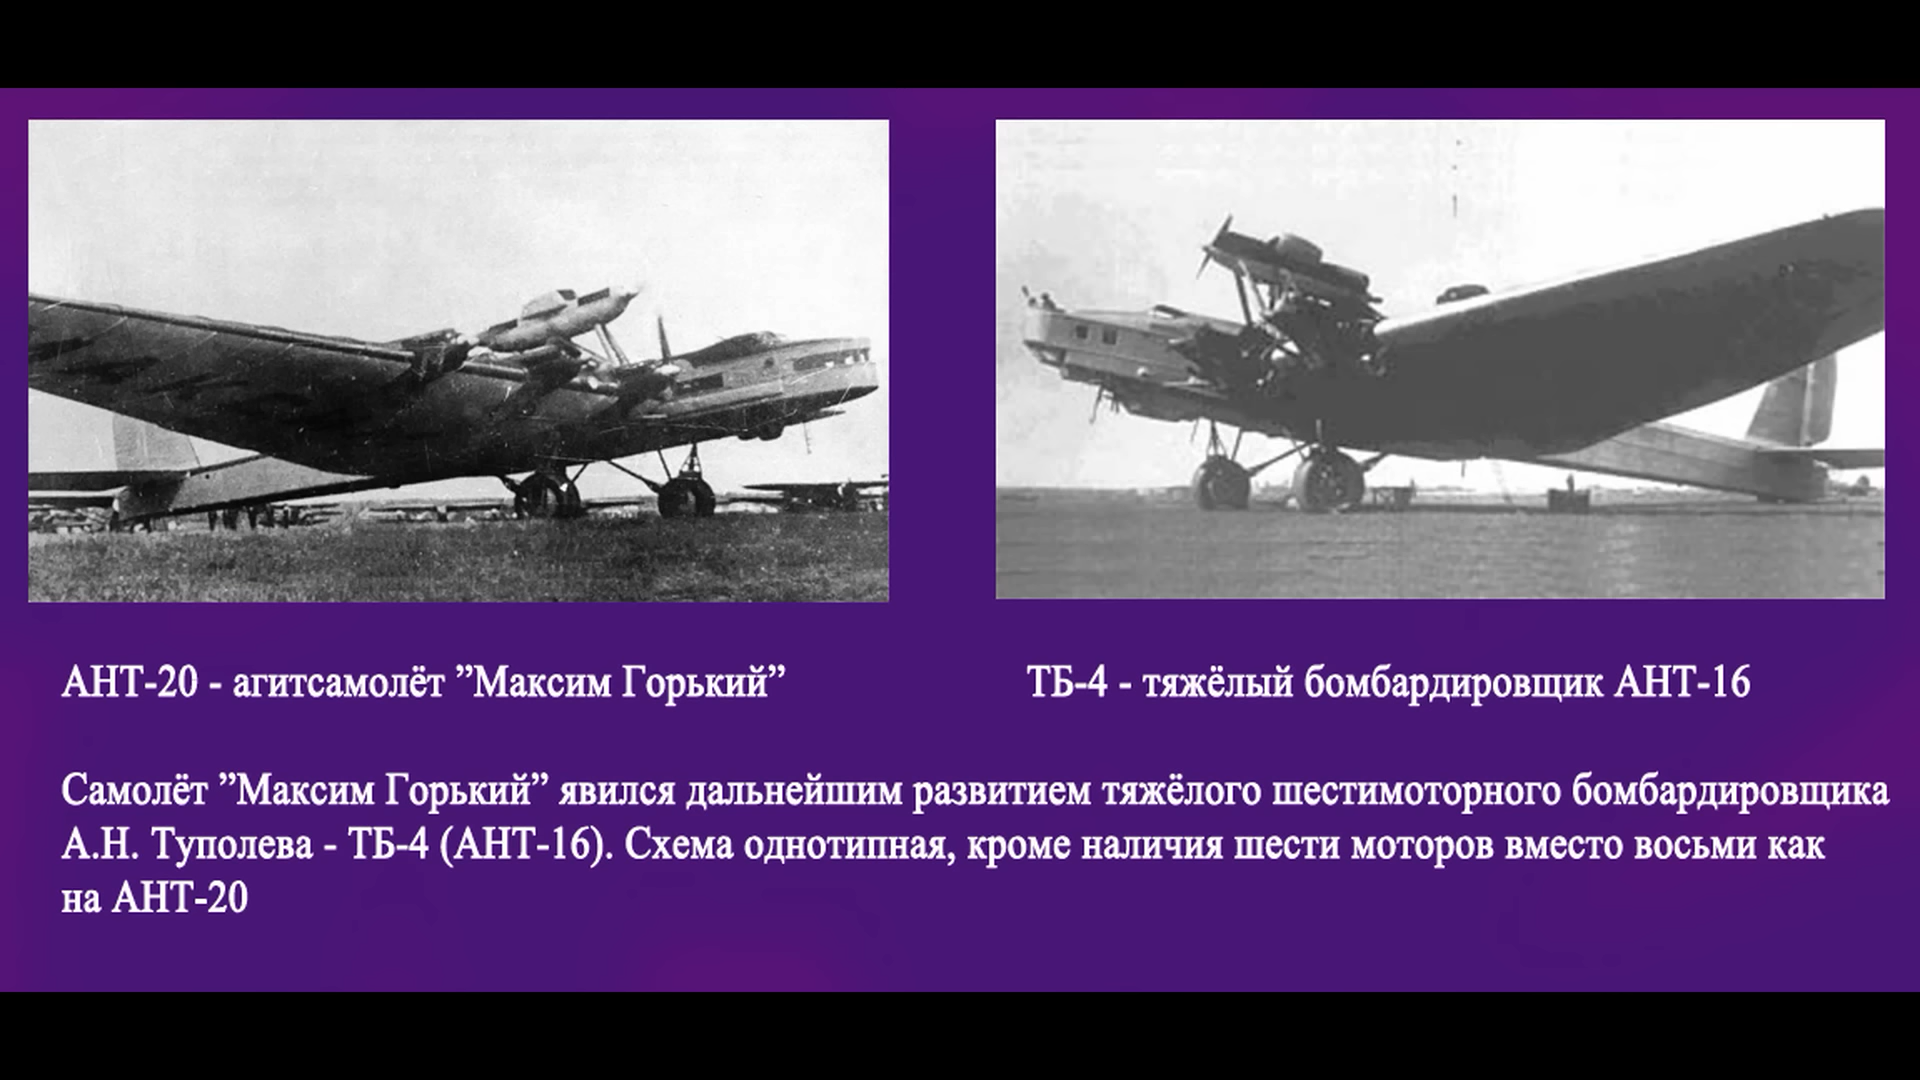 АНТ-20 - агитсамолёт ”Максим Горький”
ТБ-4 - тяжёлый бомбардировщик АНТ-16
Самолёт ”Максим Горький” явился дальнейшим развитием тяжёлого шестимоторного бомбардировщика
А.Н. Туполева - ТБ-4 (АНТ-16). Схема однотипная, кроме наличия шести моторов вместо восьми как
на АНТ-20